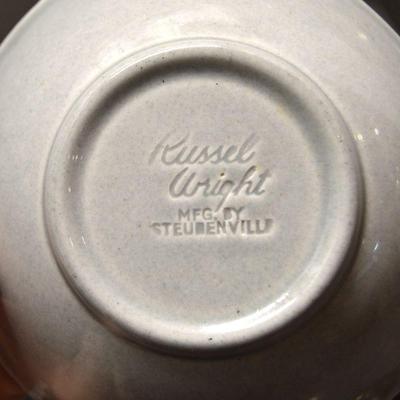 Russel
Wright
MFG. BY
STEUBENVILLE